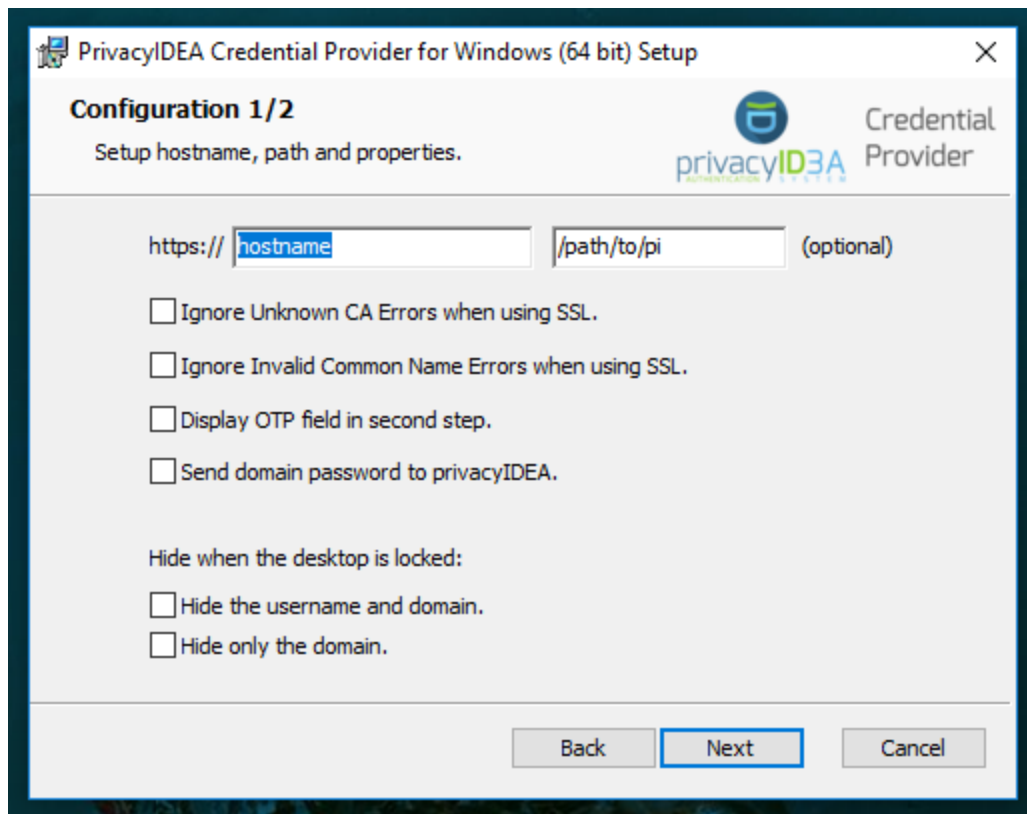 PrivacyIDEA Credential Provider for Windows (64 bit) Setup
Configuration 1/2
Setup hostname, path and properties.
privacyID3A
AUTHENTICATION SYSTEM
Credential
Provider
https:// hostname /path/to/pi (optional)
Ignore Unknown CA Errors when using SSL.
Ignore Invalid Common Name Errors when using SSL.
Display OTP field in second step.
Send domain password to privacyIDEA.
Hide when the desktop is locked:
Hide the username and domain.
Hide only the domain.
Back Next Cancel